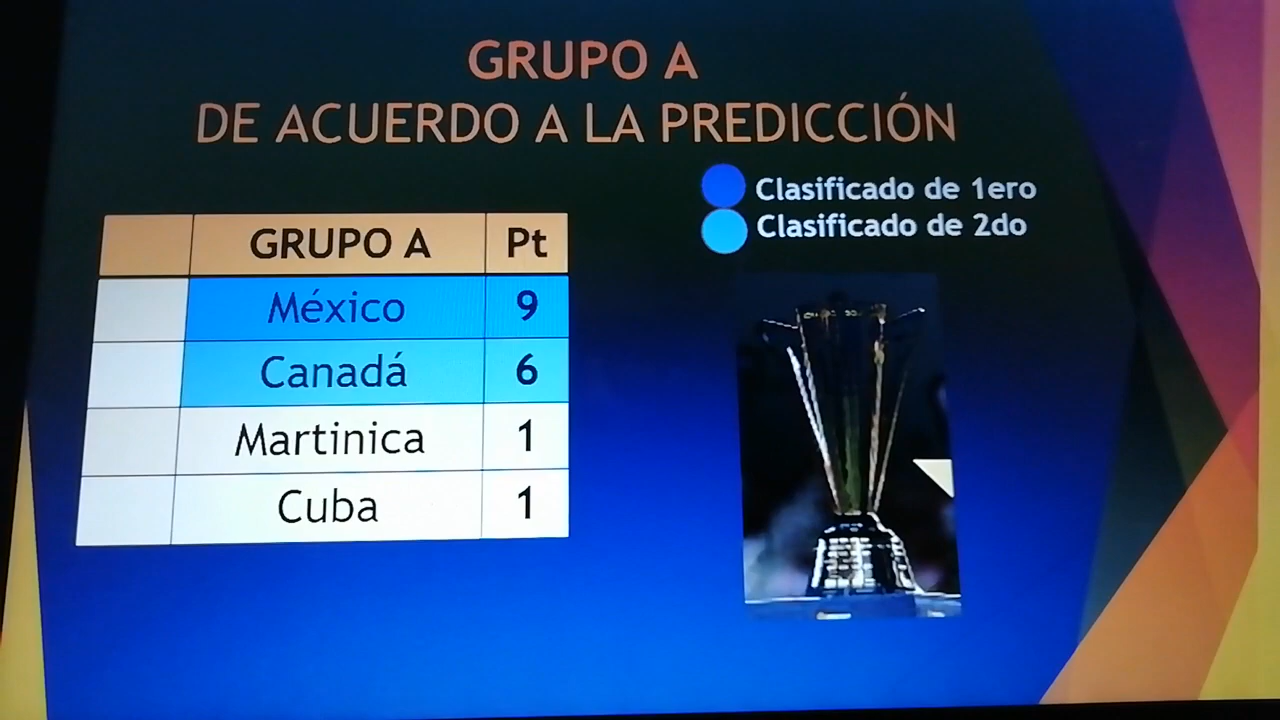 GRUPO A
DE ACUERDO A LA PREDICCIÓN
Clasificado de 1ero
Clasificado de 2do
GRUPO A Pt
México 9
Canadá 6
Martinica 1
Cuba 1